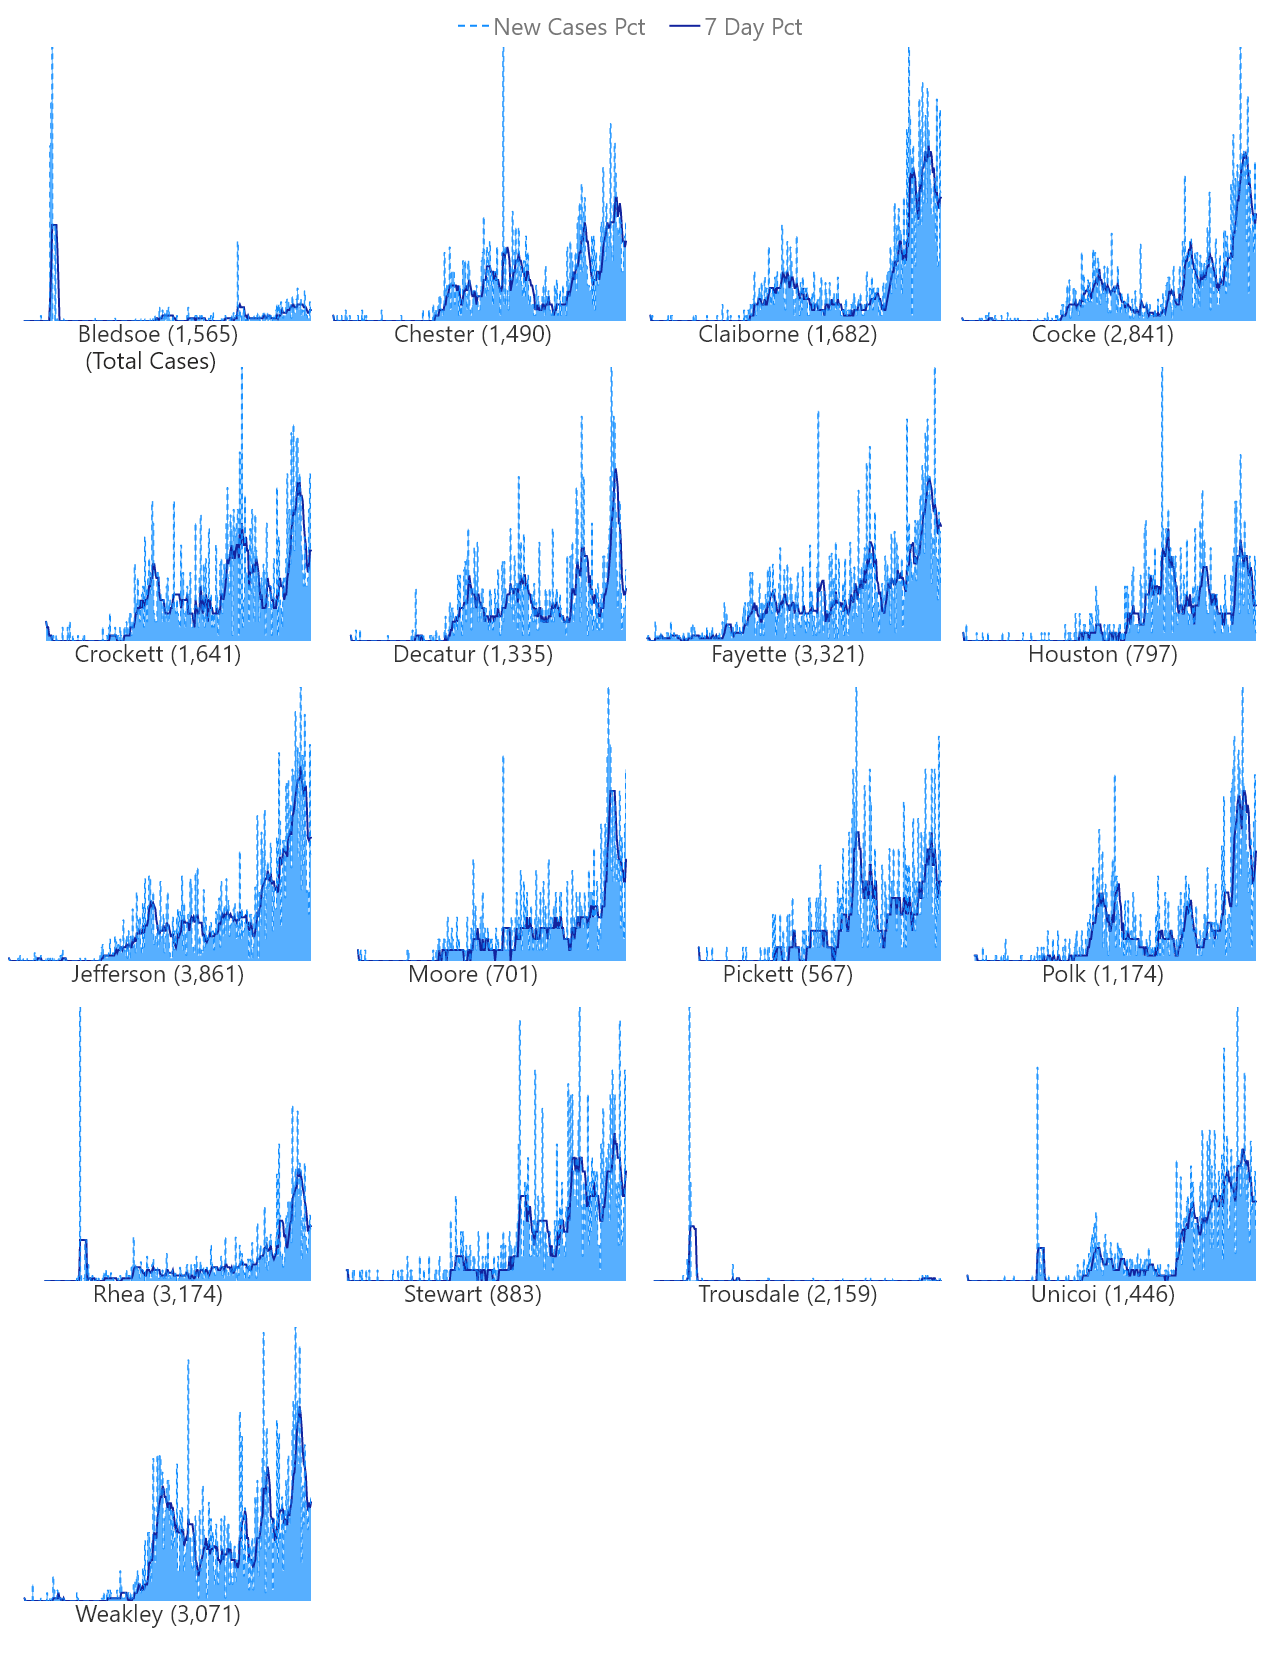 New Cases Pct 7 Day Pct
Bledsoe (1,565)
(Total Cases)
Chester (1,490)
Claiborne (1,682)
Cocke (2,841)
Crockett (1,641)
Decatur (1,335)
Fayette (3,321)
Houston (797)
Jefferson (3,861)
Moore (701)
Pickett (567)
Polk (1,174)
Rhea (3,174)
Stewart (883)
Trousdale (2,159)
Unicoi (1,446)
Weakley (3,071)